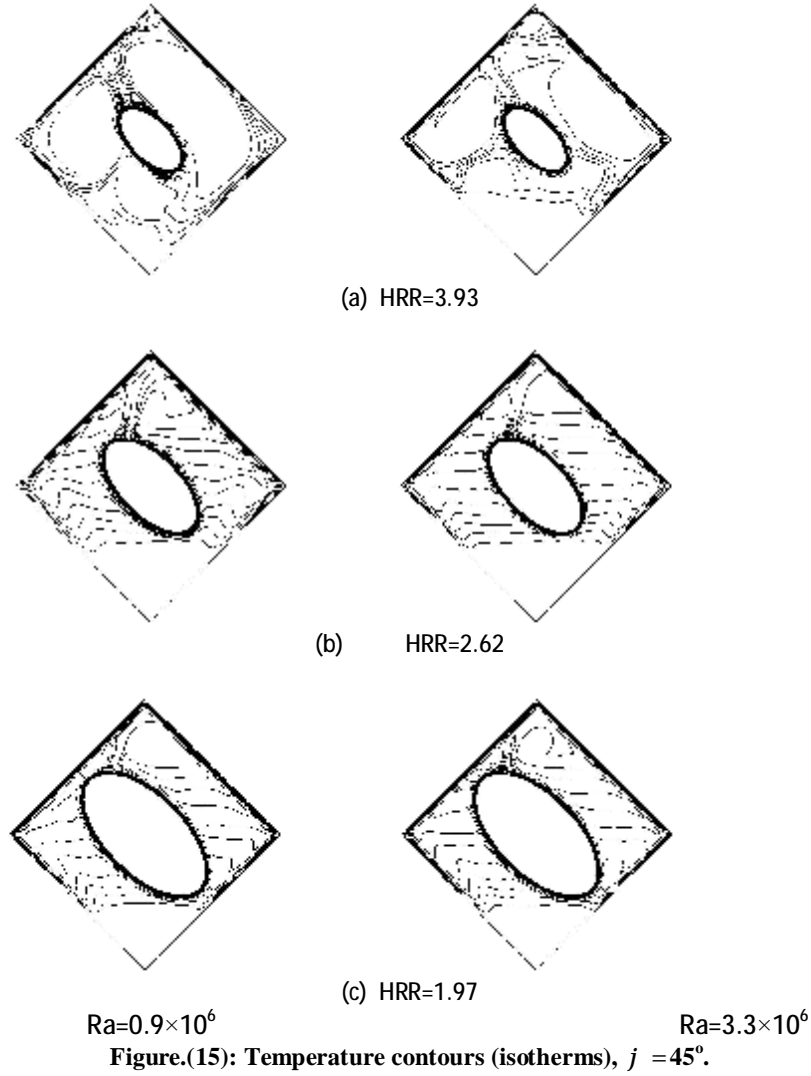 (a) HRR=3.93
(b) HRR=2.62
(c) HRR=1.97
Ra=0.9×10⁶ Ra=3.3×10⁶
Figure.(15): Temperature contours (isotherms), j =45º.